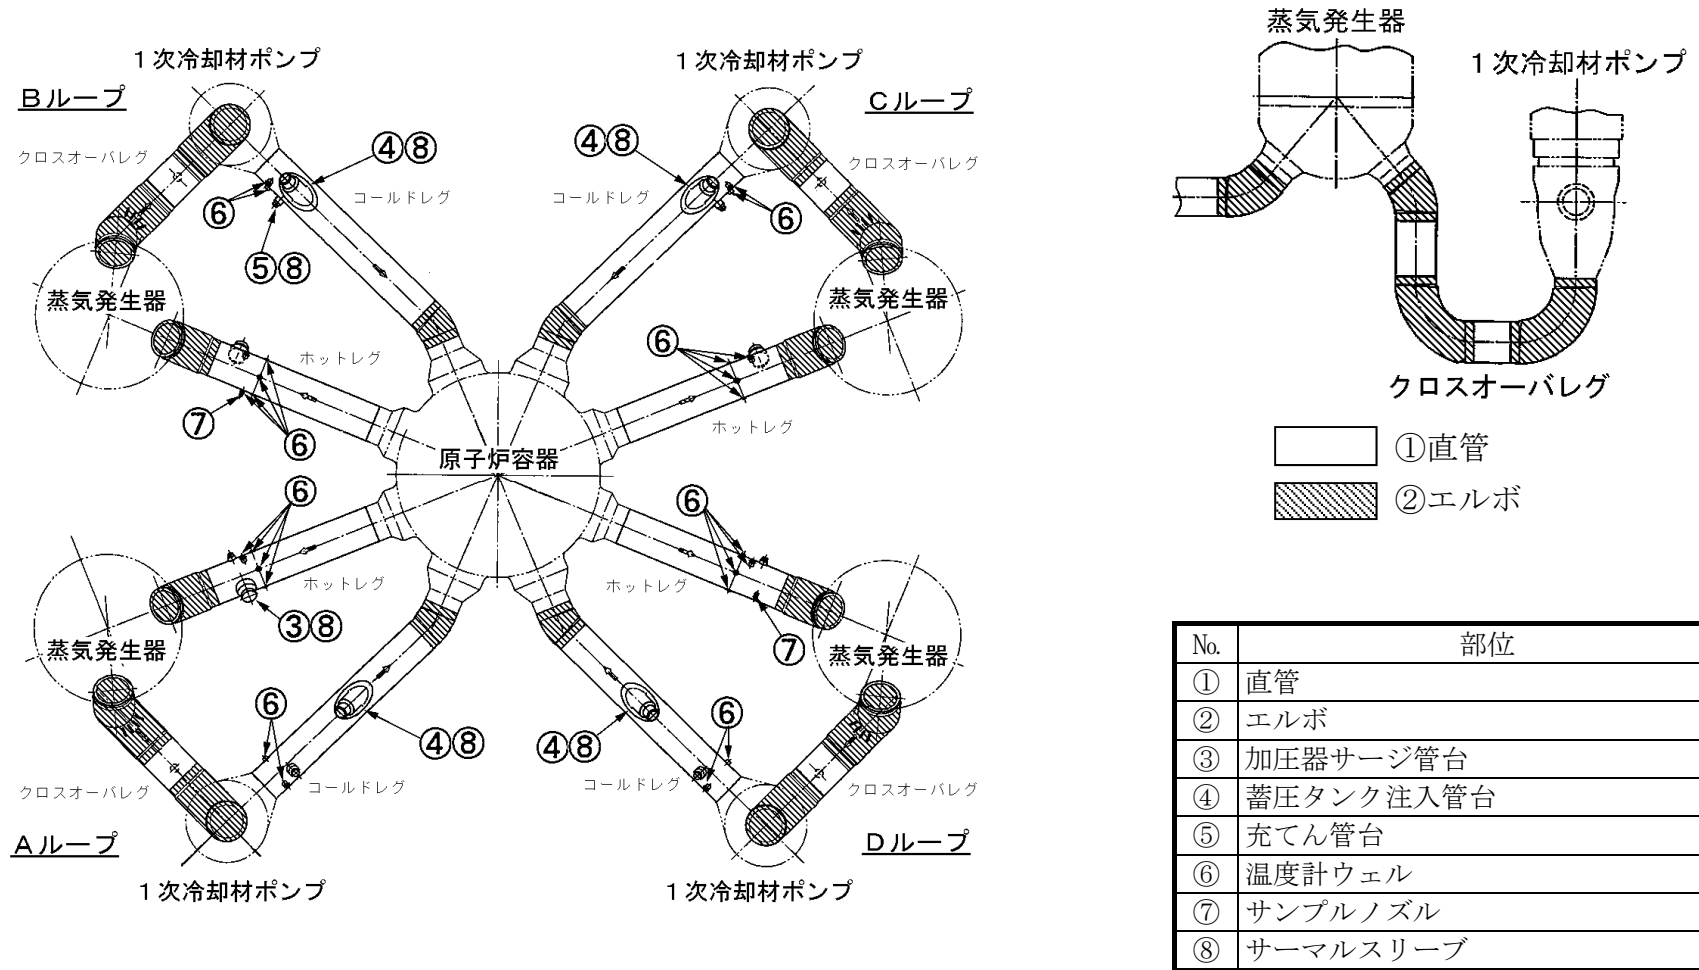 1次冷却材ポンプ
1次冷却材ポンプ
Bループ
Cループ
④⑧
④⑧
クロスオーバレグ
クロスオーバレグ
コールドレグ
コールドレグ
⑥
⑥
⑤⑧
蒸気発生器
蒸気発生器
ホットレグ
⑥
⑦
⑥
ホットレグ
原子炉容器
⑥
⑥
ホットレグ
ホットレグ
③⑧
⑦
蒸気発生器
蒸気発生器
⑥
⑥
④⑧
④⑧
コールドレグ
コールドレグ
クロスオーバレグ
クロスオーバレグ
Aループ
Dループ
1次冷却材ポンプ
1次冷却材ポンプ
蒸気発生器
1次冷却材ポンプ
クロスオーバレグ
①直管
②エルボ
№ 部位
① 直管
② エルボ
③ 加圧器サージ管台
④ 蓄圧タンク注入管台
⑤ 充てん管台
⑥ 温度計ウェル
⑦ サンプルノズル
⑧ サーマルスリーブ